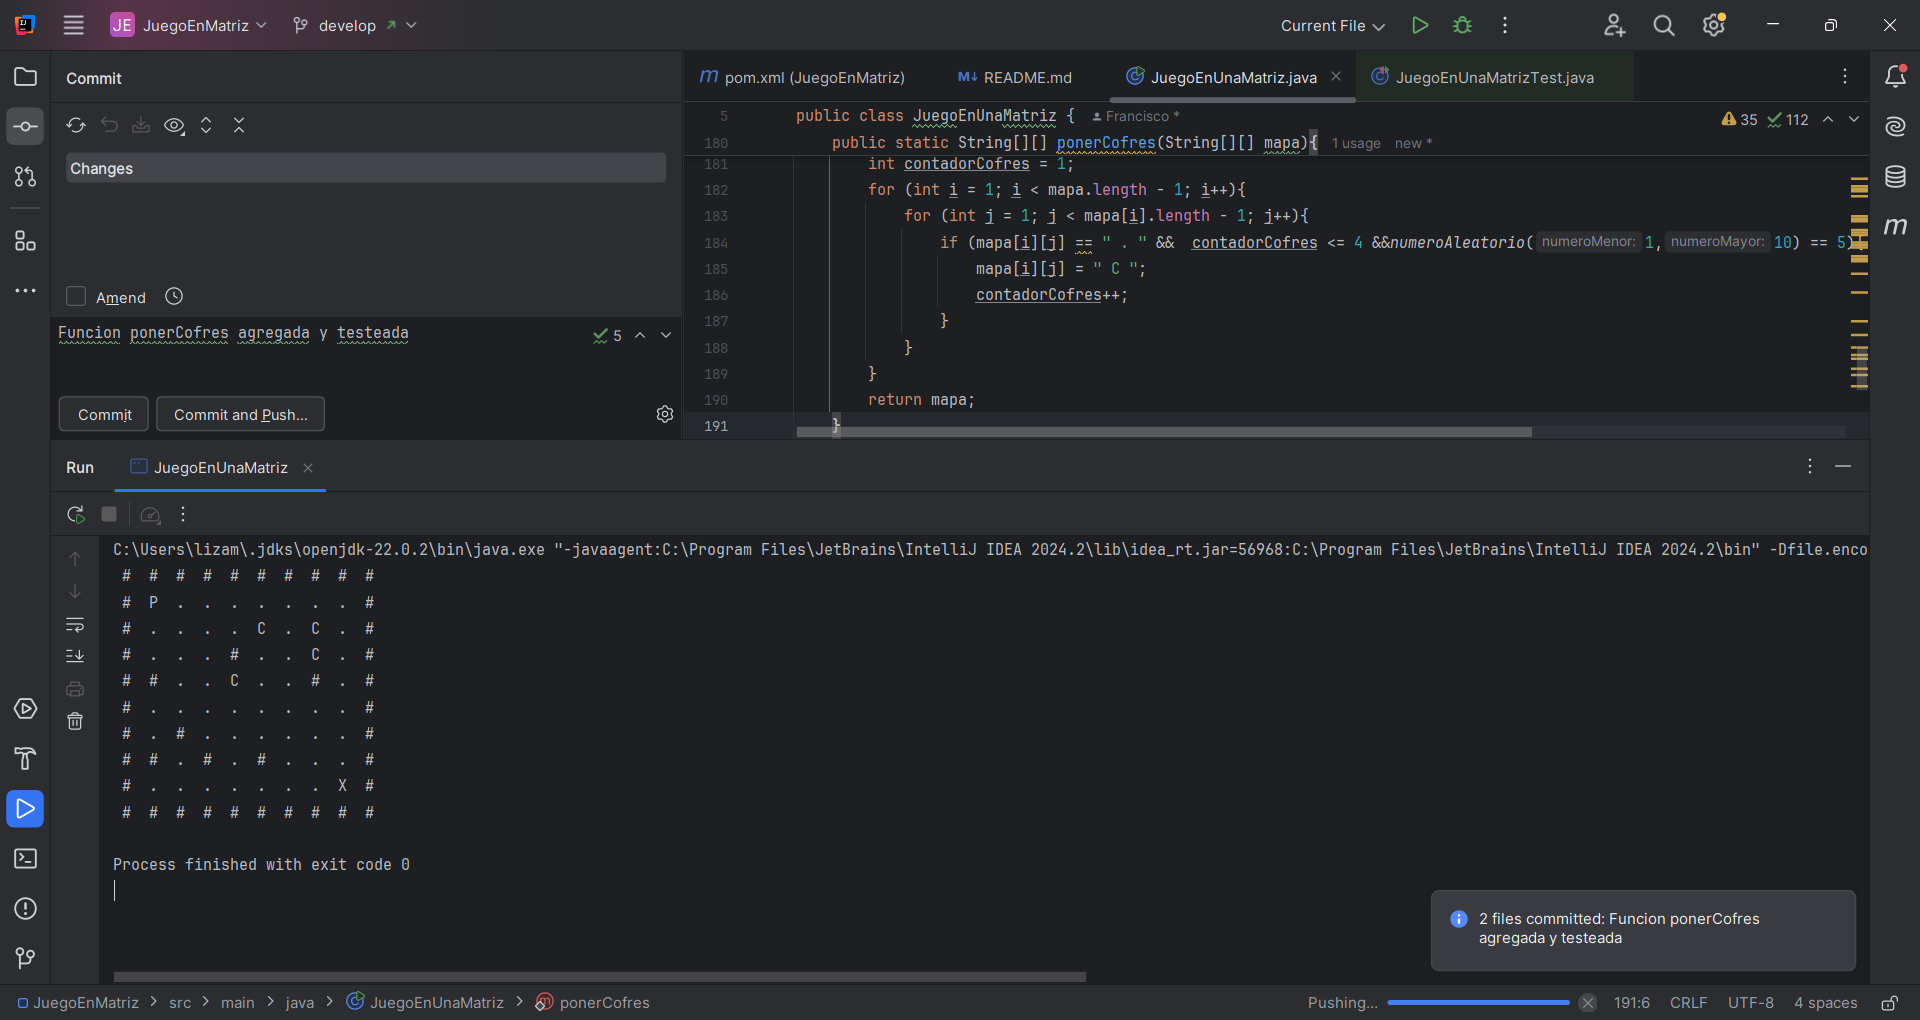 JE JuegoEnMatriz develop Current File
Commit
Changes
Amend
Funcion ponerCofres agregada y testeada 5
Commit Commit and Push...
pom.xml (JuegoEnMatriz) README.md JuegoEnUnaMatriz.java JuegoEnUnaMatrizTest.java
5 public class JuegoEnUnaMatriz { Francisco * 35 112
180 public static String[][] ponerCofres(String[][] mapa){ 1 usage new *
181 int contadorCofres = 1;
182 for (int i = 1; i < mapa.length - 1; i++){
183 for (int j = 1; j < mapa[i].length - 1; j++){
184 if (mapa[i][j] == " . " && contadorCofres <= 4 &&numeroAleatorio( numeroMenor: 1, numeroMayor: 10) == 5){
185 mapa[i][j] = " C ";
186 contadorCofres++;
187 }
188 }
189 }
190 return mapa;
191 }
Run JuegoEnUnaMatriz
C:\Users\lizam\.jdks\openjdk-22.0.2\bin\java.exe "-javaagent:C:\Program Files\JetBrains\IntelliJ IDEA 2024.2\lib\idea_rt.jar=56968:C:\Program Files\JetBrains\IntelliJ IDEA 2024.2\bin" -Dfile.enco
# # # # # # # # # #
# P . . . . . . . #
# . . . . C . C . #
# . . . # . . C . #
# # . . C . . # . #
# . . . . . . . . #
# . # . . . . . . #
# # . # . # . . . #
# . . . . . . . X #
# # # # # # # # # #
Process finished with exit code 0
2 files committed: Funcion ponerCofres
agregada y testeada
JuegoEnMatriz > src > main > java > JuegoEnUnaMatriz > ponerCofres Pushing... 191:6 CRLF UTF-8 4 spaces